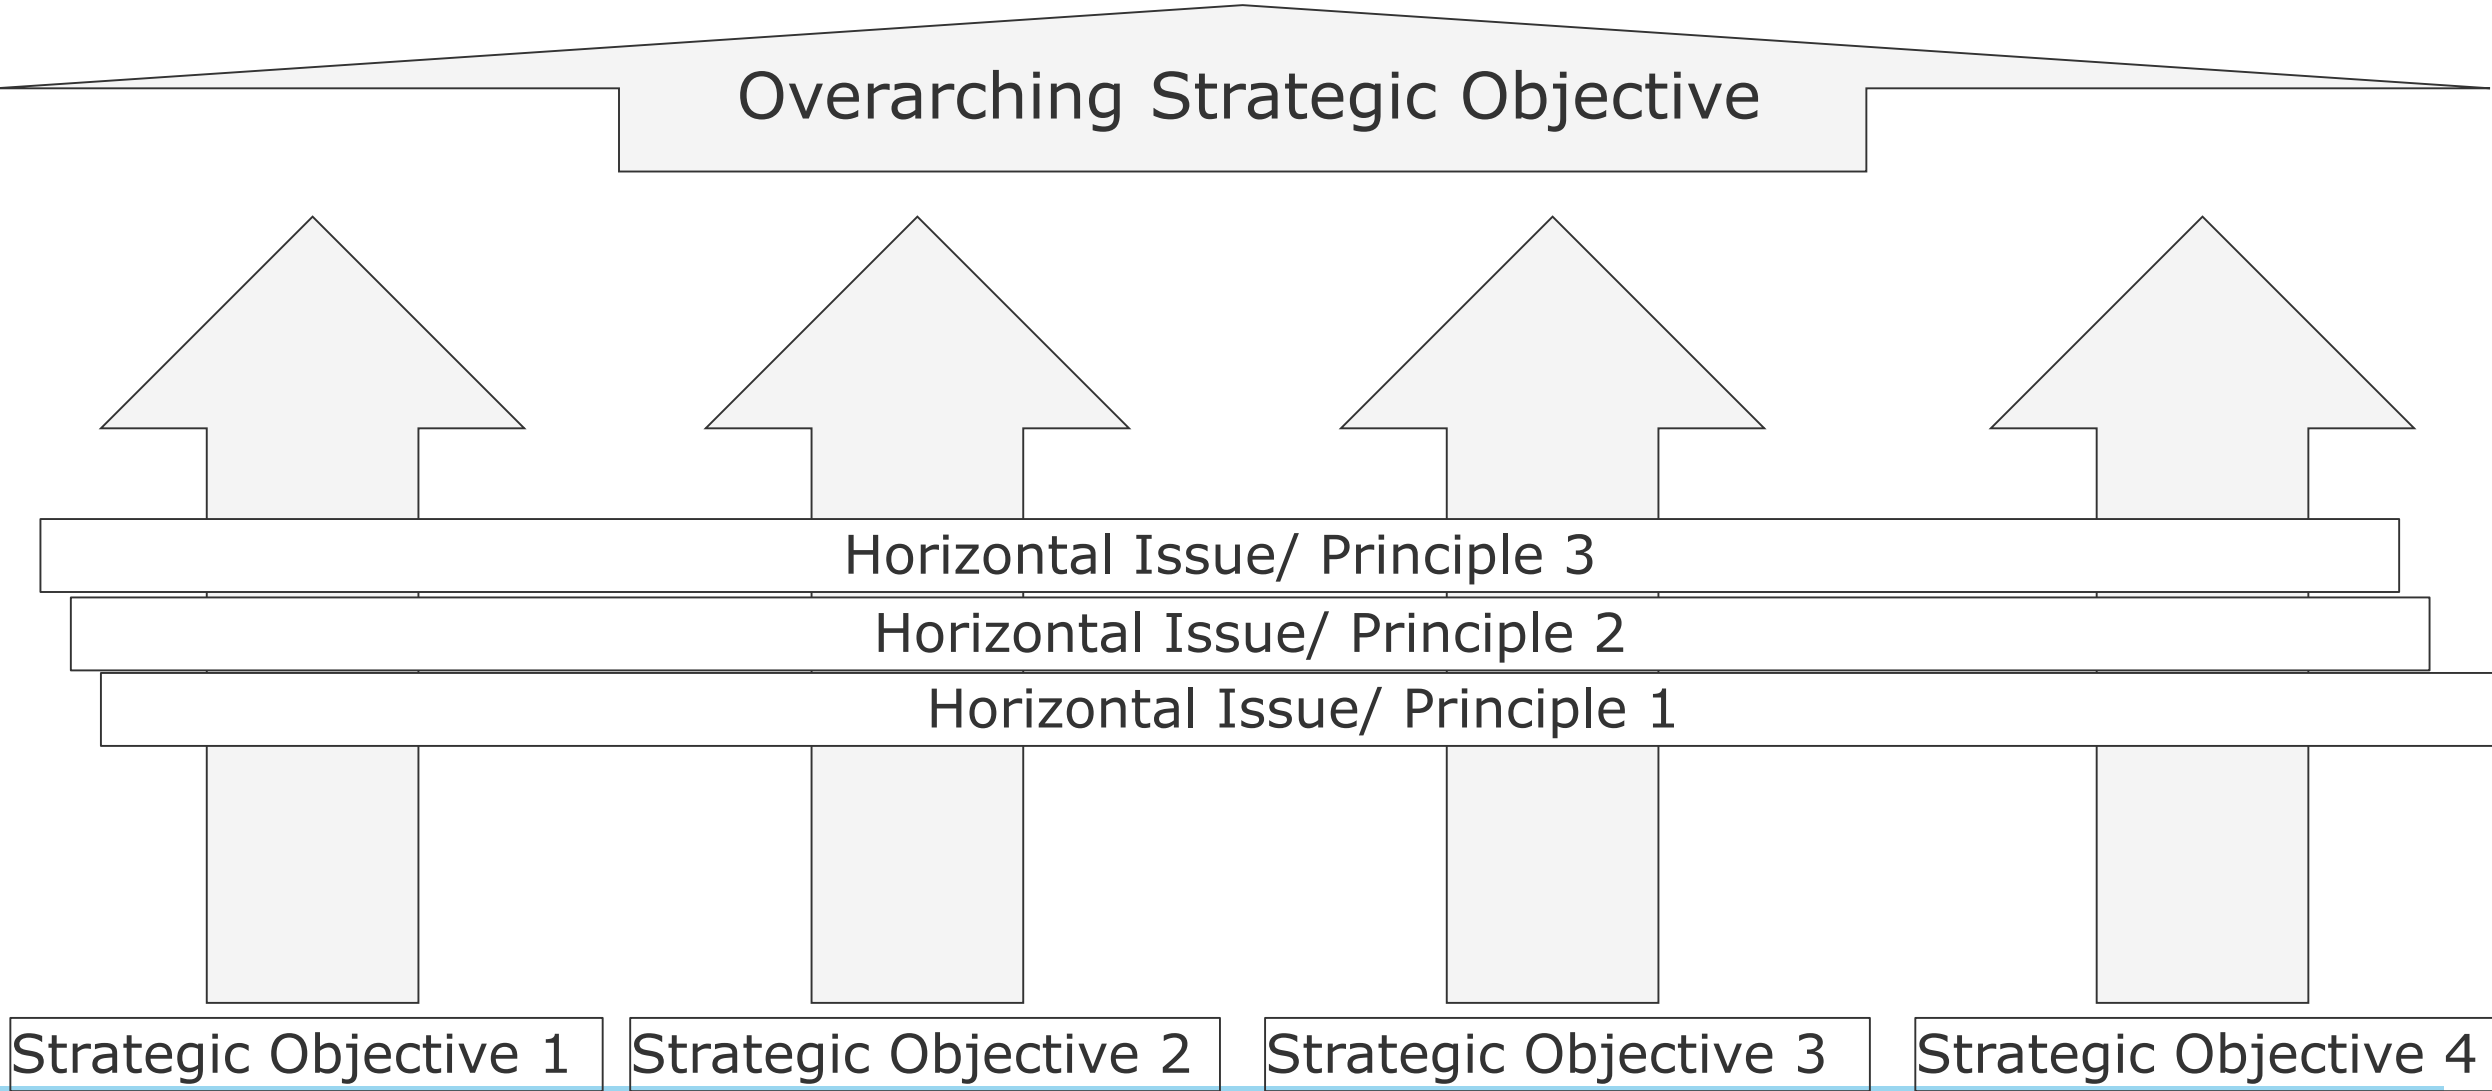 Overarching Strategic Objective
Horizontal Issue/ Principle 3
Horizontal Issue/ Principle 2
Horizontal Issue/ Principle 1
Strategic Objective 1
Strategic Objective 2
Strategic Objective 3
Strategic Objective 4